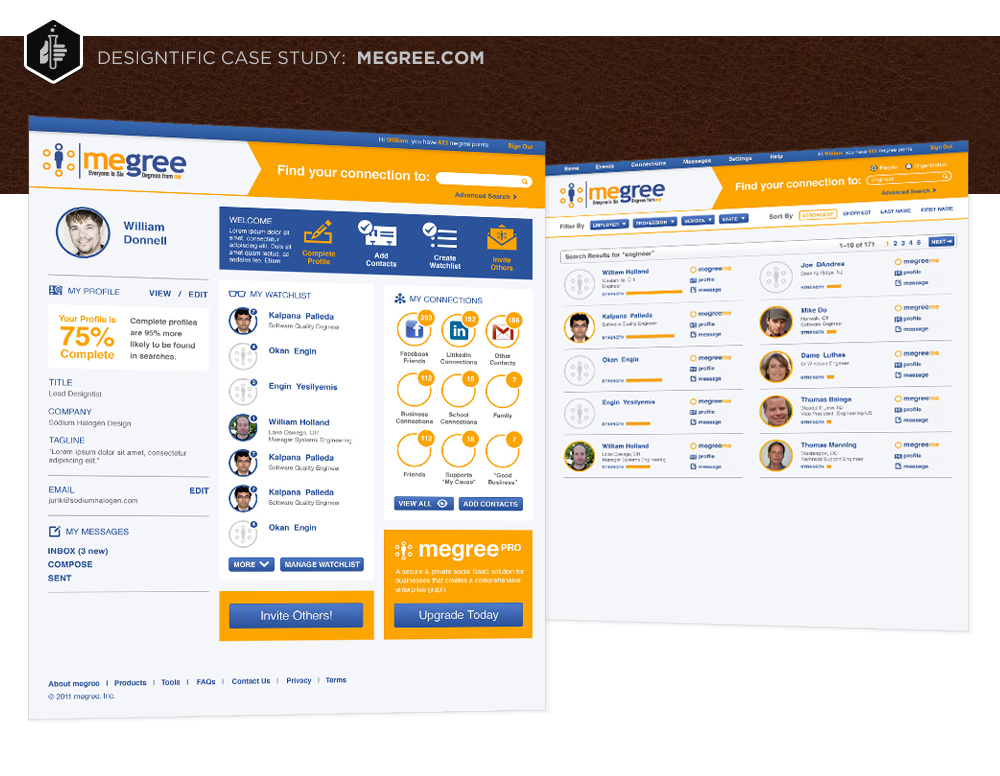 DESIGNTIFIC CASE STUDY: MEGREE.COM
Hi William, you have 523 megree points Sign Out
megree
Everyone is Six Degrees from me
Find your connection to:
Advanced Search >
William
Donnell
WELCOME
Lorem ipsum dolor sit
amet, consectetur
adipiscing elit. Duis sit
amet quam lectus, ac
sodales leo. Etiam
Complete
Profile
Add
Contacts
Create
Watchlist
Invite
Others
MY PROFILE VIEW / EDIT
Your Profile is
75%
Complete
Complete profiles
are 95% more
likely to be found
in searches.
TITLE
Lead Designtist
COMPANY
Sodium Halogen Design
TAGLINE
"Lorem ipsum dolor sit amet, consectetur
adipiscing elit."
EMAIL EDIT
junk@sodiumhalogen.com
MY MESSAGES
INBOX (3 new)
COMPOSE
SENT
MY WATCHLIST
Kalpana Palleda
Software Quality Engineer
Okan Engin
Engin Yesilyemis
William Holland
Lake Oswego, OR
Manager Systems Engineering
Kalpana Palleda
Software Quality Engineer
Kalpana Palleda
Software Quality Engineer
Okan Engin
MORE
MANAGE WATCHLIST
Invite Others!
MY CONNECTIONS
393
Facebook
Friends
182
LinkedIn
Connections
186
Other
Contacts
112
Business
Connections
18
School
Connections
7
Family
112
Friends
18
Supports
"My Cause"
7
"Good
Business"
VIEW ALL
ADD CONTACTS
megree PRO
A secure & private social SaaS solution for
businesses that creates a comprehensive
enterprise graph.
Upgrade Today
About megree | Products | Tools | FAQs | Contact Us | Privacy | Terms
© 2011 megree, Inc.
Home Events Connections Messages Settings Help
Hi William, you have 523 megree points Sign Out
megree
Everyone is Six Degrees from me
Find your connection to:
People Organization
engineer
Advanced Search >
Filter By EMPLOYER PROFESSION SCHOOL STATE
Sort By STRONGEST SHORTEST LAST NAME FIRST NAME
Search Results for "engineer"
1–10 of 171 1 2 3 4 5 NEXT
William Holland
Engineer
STRENGTH
megreeme
profile
message
Joe DAndrea
Basking Ridge, NJ
STRENGTH
megreeme
profile
message
Kalpana Palleda
Software Quality Engineer
STRENGTH
megreeme
profile
message
Mike Do
Norwalk, CT
Software Engineer
STRENGTH
megreeme
profile
message
Okan Engin
STRENGTH
megreeme
profile
message
Dame Luthas
Engineer
STRENGTH
megreeme
profile
message
Engin Yesilyemis
STRENGTH
megreeme
profile
message
Thomas Baloga
Vice President, Engineering-US
STRENGTH
megreeme
profile
message
William Holland
Lake Oswego, OR
Manager Systems Engineering
STRENGTH
megreeme
profile
message
Thomas Manning
Washington, DC
Technical Support Engineer
STRENGTH
megreeme
profile
message